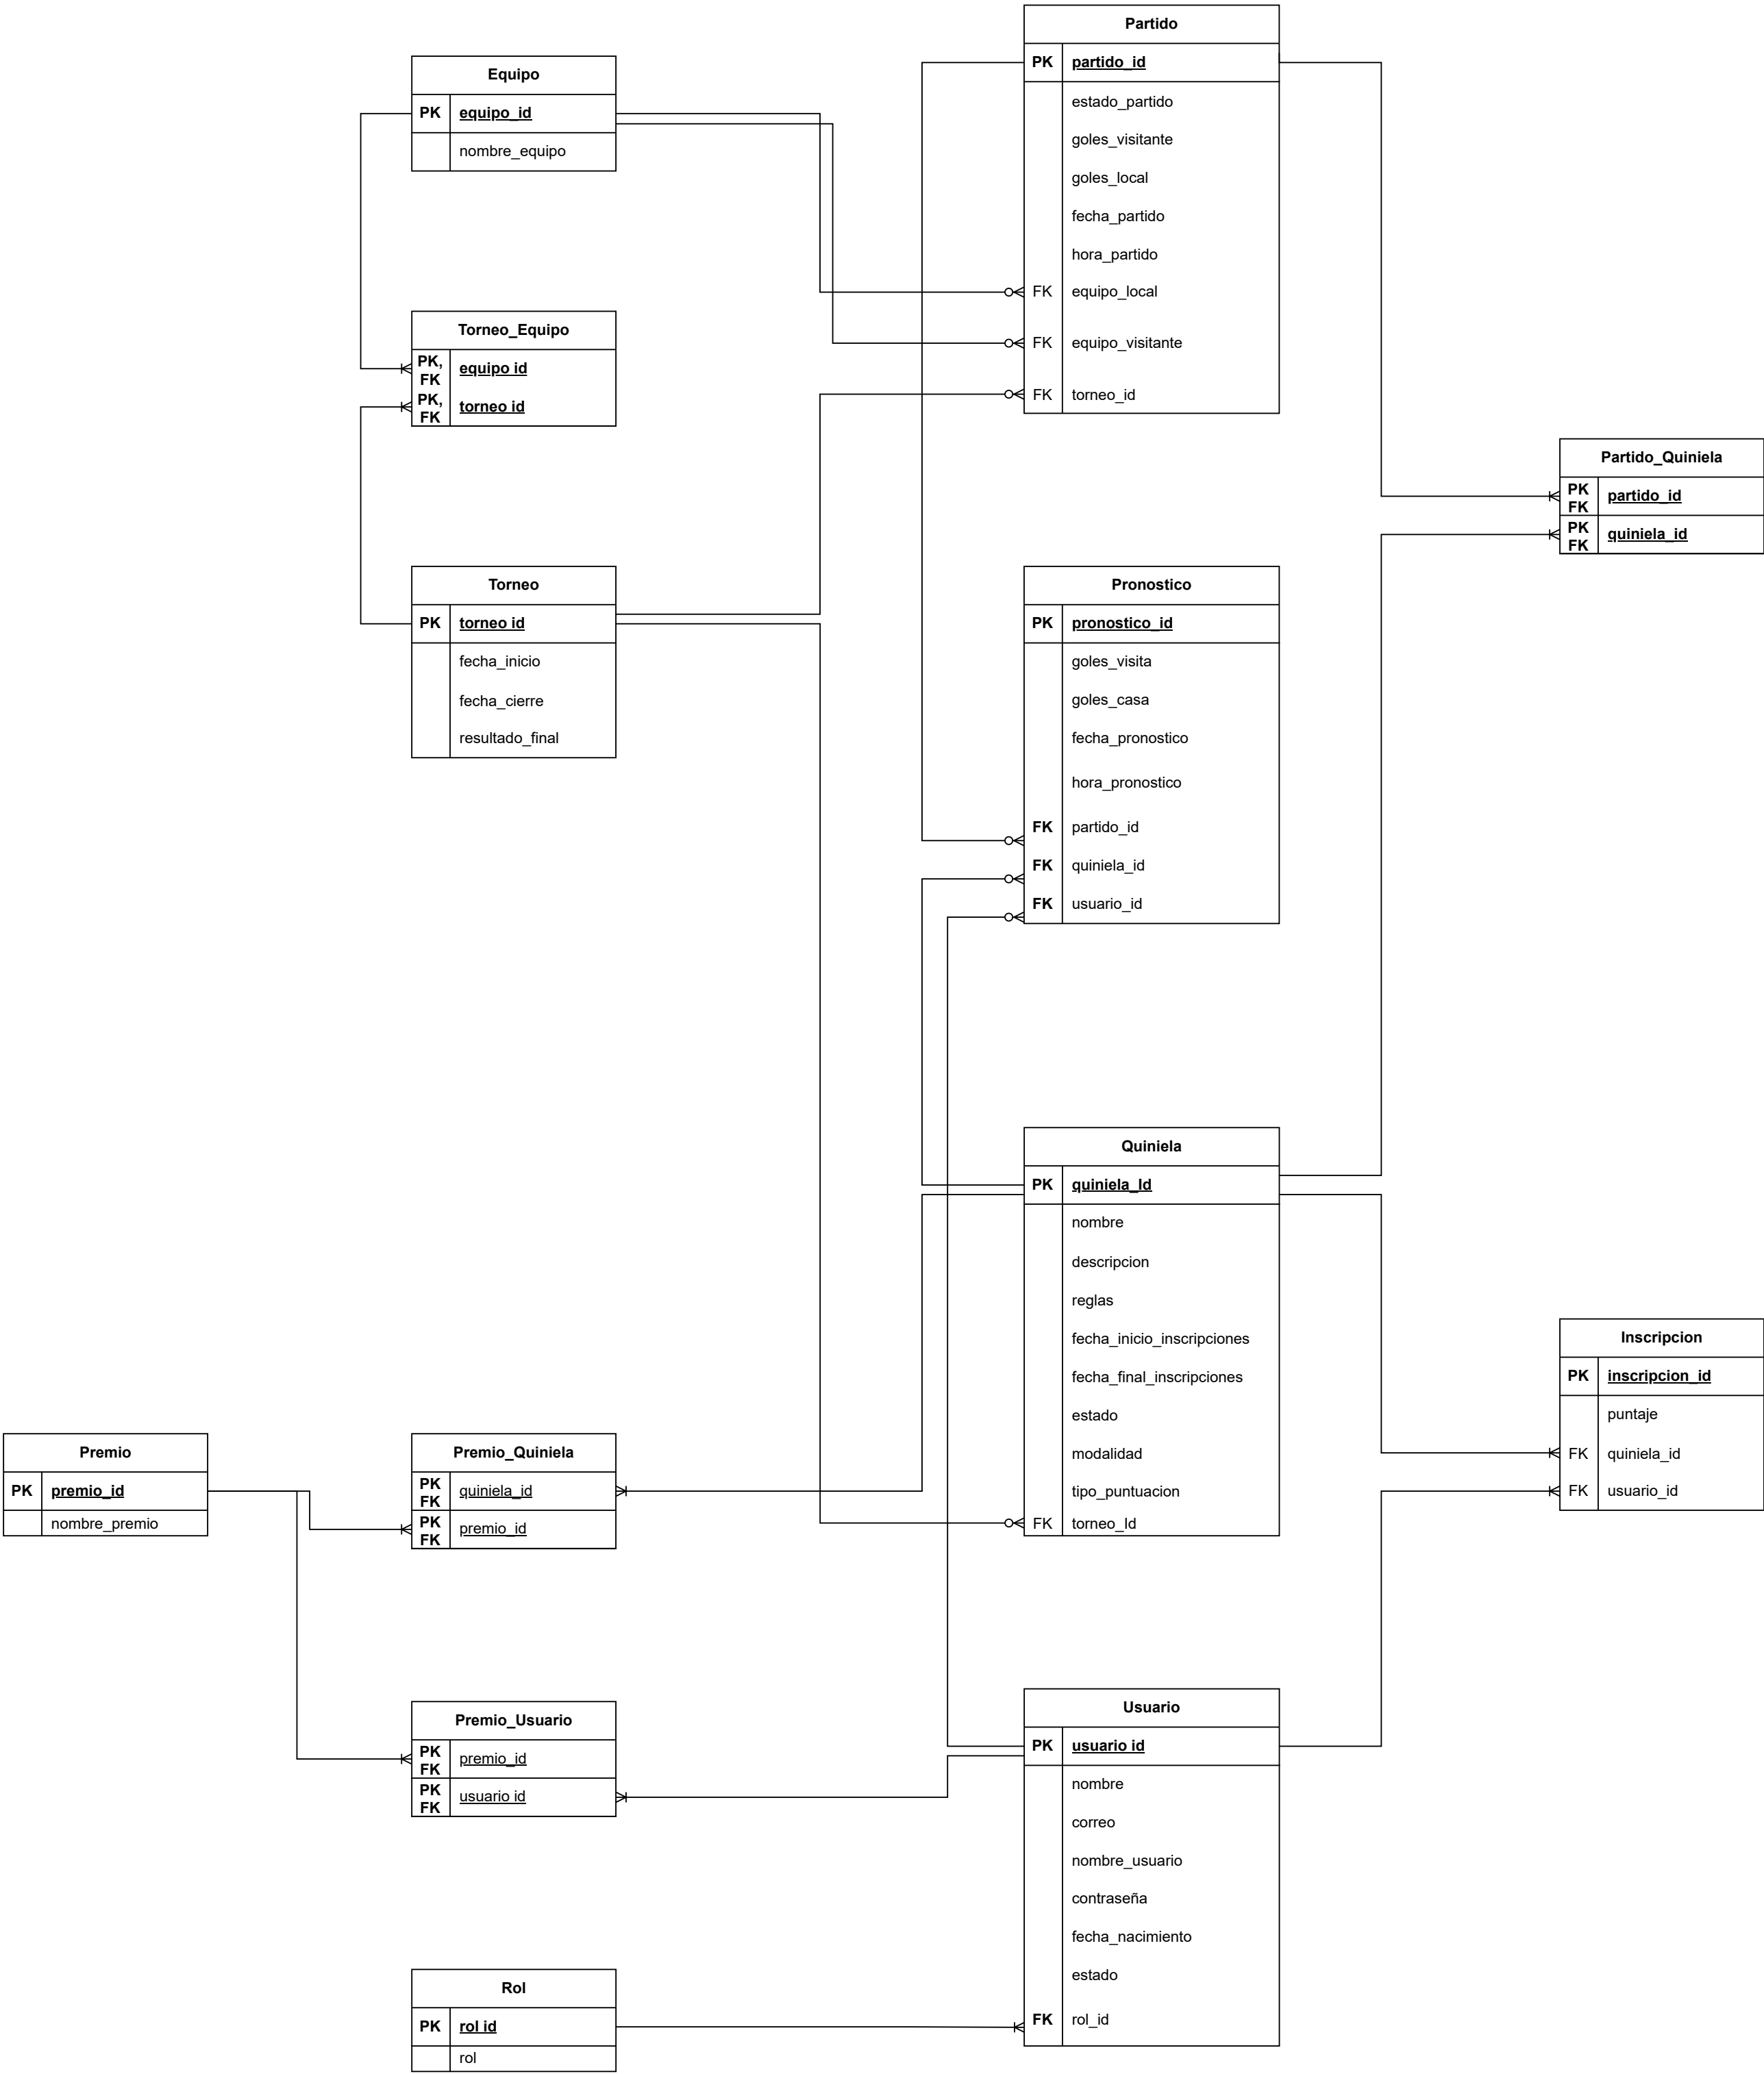 Equipo
PK equipo_id
nombre_equipo
Torneo_Equipo
PK,
FK
equipo id
PK,
FK
torneo id
Torneo
PK torneo id
fecha_inicio
fecha_cierre
resultado_final
Partido
PK partido_id
estado_partido
goles_visitante
goles_local
fecha_partido
hora_partido
FK equipo_local
FK equipo_visitante
FK torneo_id
Partido_Quiniela
PK
FK
partido_id
PK
FK
quiniela_id
Pronostico
PK pronostico_id
goles_visita
goles_casa
fecha_pronostico
hora_pronostico
FK partido_id
FK quiniela_id
FK usuario_id
Quiniela
PK quiniela_Id
nombre
descripcion
reglas
fecha_inicio_inscripciones
fecha_final_inscripciones
estado
modalidad
tipo_puntuacion
FK torneo_Id
Inscripcion
PK inscripcion_id
puntaje
FK quiniela_id
FK usuario_id
Premio
PK premio_id
nombre_premio
Premio_Quiniela
PK
FK
quiniela_id
PK
FK
premio_id
Premio_Usuario
PK
FK
premio_id
PK
FK
usuario id
Usuario
PK usuario id
nombre
correo
nombre_usuario
contraseña
fecha_nacimiento
estado
FK rol_id
Rol
PK rol id
rol